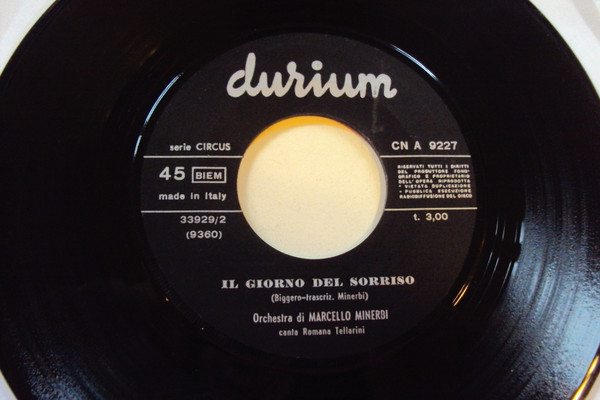 durium
serie CIRCUS
CN A 9227
45 BIEM
made in Italy
RISERVATI TUTTI I DIRITTI
DEL PRODUTTORE FONO-
GRAFICO E PROPRIETARIO
DELL'OPERA RIPRODOTTA
* VIETATA DUPLICAZIONE
* PUBBLICA ESECUZIONE
RADIODIFFUSIONE DEL DISCO
33929/2
(9360)
t. 3,00
IL GIORNO DEL SORRISO
(Biggero-trascriz. Minerbi)
Orchestra di MARCELLO MINERBI
canta Romana Tellarini